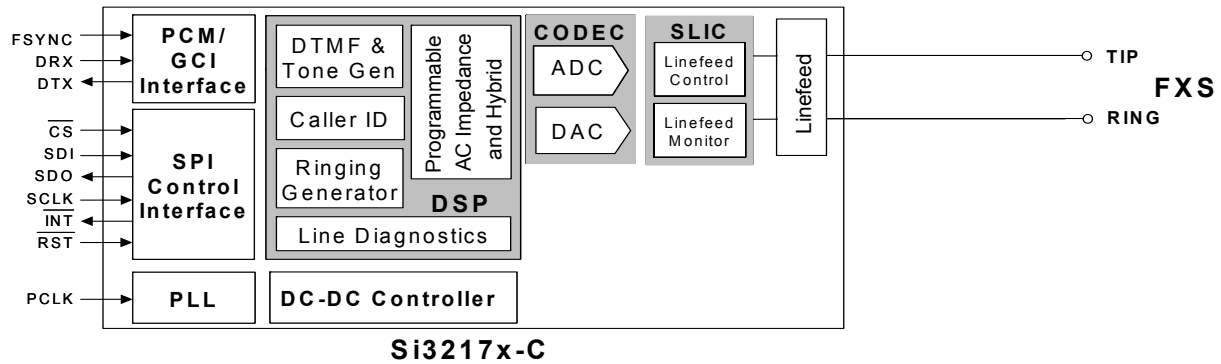 FSYNC
DRX
DTX
CS
SDI
SDO
SCLK
INT
RST
PCLK
PCM/
GCI
Interface
SPI
Control
Interface
PLL
DTMF &
Tone Gen
Caller ID
Ringing
Generator
Programmable
AC Impedance
and Hybrid
DSP
Line Diagnostics
DC-DC Controller
CODEC
ADC
DAC
SLIC
Linefeed
Control
Linefeed
Monitor
Linefeed
TIP
FXS
RING
Si3217x-C